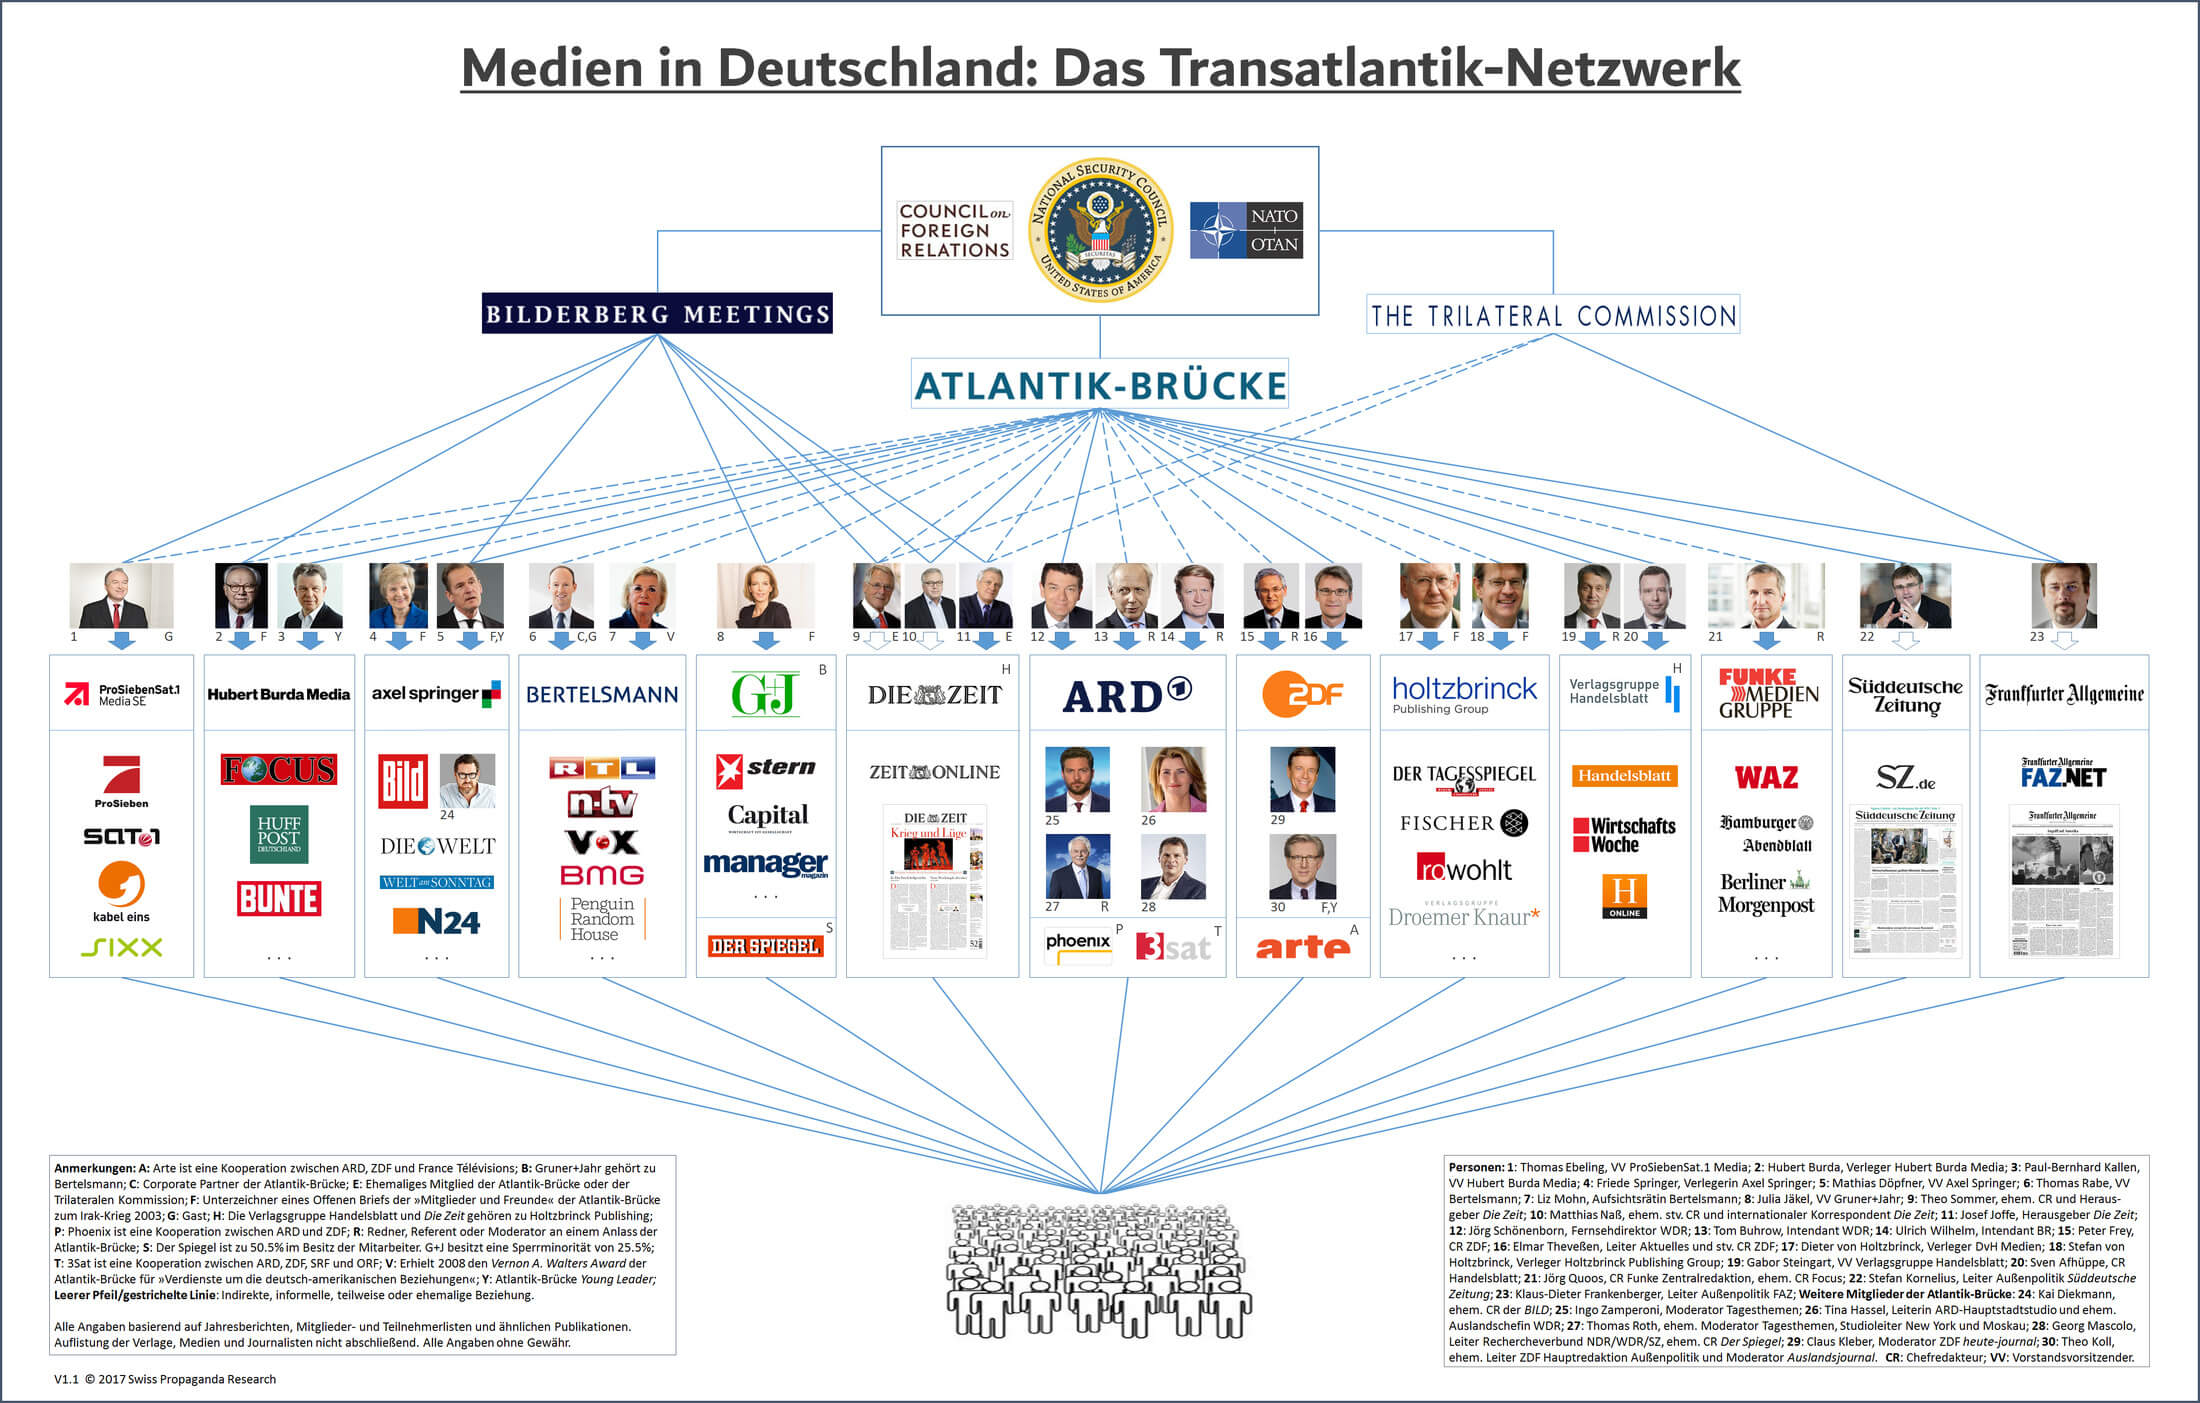 Medien in Deutschland: Das Transatlantik-Netzwerk
COUNCIL on
FOREIGN
RELATIONS
NATIONAL SECURITY COUNCIL
UNITED STATES OF AMERICA
NATO
OTAN
BILDERBERG MEETINGS
THE TRILATERAL COMMISSION
ATLANTIK-BRÜCKE
1 G 2 F 3 Y 4 F 5 F,Y 6 C,G 7 V 8 F 9 E 10 11 E 12 13 R 14 R 15 R 16 17 F 18 F 19 R 20 21 R 22 23
ProSiebenSat.1
Media SE
Hubert Burda Media
axel springer
BERTELSMANN
G+J
B
DIE ZEIT
H
ARD
ZDF
holtzbrinck
Publishing Group
Verlagsgruppe
Handelsblatt
H
FUNKE
MEDIEN
GRUPPE
Süddeutsche
Zeitung
Frankfurter Allgemeine
ProSieben
SAT.1
kabel eins
sixx
FOCUS
HUFF
POST
DEUTSCHLAND
BUNTE
. . .
Bild
24
DIE WELT
WELT am SONNTAG
N24
. . .
RTL
n-tv
VOX
BMG
Penguin
Random
House
. . .
stern
Capital
WIRTSCHAFT IST GESELLSCHAFT
manager
magazin
. . .
DER SPIEGEL
S
ZEIT ONLINE
DIE ZEIT
Krieg und Lüge
25
26
27 R
28
phoenix
P
3sat
T
29
30 F,Y
arte
A
DER TAGESSPIEGEL
FISCHER
rowohlt
VERLAGSGRUPPE
Droemer Knaur*
. . .
Handelsblatt
Wirtschafts
Woche
H
ONLINE
WAZ
Hamburger
Abendblatt
Berliner
Morgenpost
. . .
SZ.de
Süddeutsche Zeitung
Frankfurter Allgemeine
FAZ.NET
Frankfurter Allgemeine
Anmerkungen: A: Arte ist eine Kooperation zwischen ARD, ZDF und France Télévisions; B: Gruner+Jahr gehört zu
Bertelsmann; C: Corporate Partner der Atlantik-Brücke; E: Ehemaliges Mitglied der Atlantik-Brücke oder der
Trilateralen Kommission; F: Unterzeichner eines Offenen Briefs der »Mitglieder und Freunde« der Atlantik-Brücke
zum Irak-Krieg 2003; G: Gast; H: Die Verlagsgruppe Handelsblatt und Die Zeit gehören zu Holtzbrinck Publishing;
P: Phoenix ist eine Kooperation zwischen ARD und ZDF; R: Redner, Referent oder Moderator an einem Anlass der
Atlantik-Brücke; S: Der Spiegel ist zu 50.5% im Besitz der Mitarbeiter. G+J besitzt eine Sperrminorität von 25.5%;
T: 3Sat ist eine Kooperation zwischen ARD, ZDF, SRF und ORF; V: Erhielt 2008 den Vernon A. Walters Award der
Atlantik-Brücke für »Verdienste um die deutsch-amerikanischen Beziehungen«; Y: Atlantik-Brücke Young Leader;
Leerer Pfeil/gestrichelte Linie: Indirekte, informelle, teilweise oder ehemalige Beziehung.
Alle Angaben basierend auf Jahresberichten, Mitglieder- und Teilnehmerlisten und ähnlichen Publikationen.
Auflistung der Verlage, Medien und Journalisten nicht abschließend. Alle Angaben ohne Gewähr.
V1.1 © 2017 Swiss Propaganda Research
Personen: 1: Thomas Ebeling, VV ProSiebenSat.1 Media; 2: Hubert Burda, Verleger Hubert Burda Media; 3: Paul-Bernhard Kallen,
VV Hubert Burda Media; 4: Friede Springer, Verlegerin Axel Springer; 5: Mathias Döpfner, VV Axel Springer; 6: Thomas Rabe, VV
Bertelsmann; 7: Liz Mohn, Aufsichtsrätin Bertelsmann; 8: Julia Jäkel, VV Gruner+Jahr; 9: Theo Sommer, ehem. CR und Heraus-
geber Die Zeit; 10: Matthias Naß, ehem. stv. CR und internationaler Korrespondent Die Zeit; 11: Josef Joffe, Herausgeber Die Zeit;
12: Jörg Schönenborn, Fernsehdirektor WDR; 13: Tom Buhrow, Intendant WDR; 14: Ulrich Wilhelm, Intendant BR; 15: Peter Frey,
CR ZDF; 16: Elmar Theveßen, Leiter Aktuelles und stv. CR ZDF; 17: Dieter von Holtzbrinck, Verleger DvH Medien; 18: Stefan von
Holtzbrinck, Verleger Holtzbrinck Publishing Group; 19: Gabor Steingart, VV Verlagsgruppe Handelsblatt; 20: Sven Afhüppe, CR
Handelsblatt; 21: Jörg Quoos, CR Funke Zentralredaktion, ehem. CR Focus; 22: Stefan Kornelius, Leiter Außenpolitik Süddeutsche
Zeitung; 23: Klaus-Dieter Frankenberger, Leiter Außenpolitik FAZ; Weitere Mitglieder der Atlantik-Brücke: 24: Kai Diekmann,
ehem. CR der BILD; 25: Ingo Zamperoni, Moderator Tagesthemen; 26: Tina Hassel, Leiterin ARD-Hauptstadtstudio und ehem.
Auslandschefin WDR; 27: Thomas Roth, ehem. Moderator Tagesthemen, Studioleiter New York und Moskau; 28: Georg Mascolo,
Leiter Rechercheverbund NDR/WDR/SZ, ehem. CR Der Spiegel; 29: Claus Kleber, Moderator ZDF heute-journal; 30: Theo Koll,
ehem. Leiter ZDF Hauptredaktion Außenpolitik und Moderator Auslandsjournal. CR: Chefredakteur; VV: Vorstandsvorsitzender.